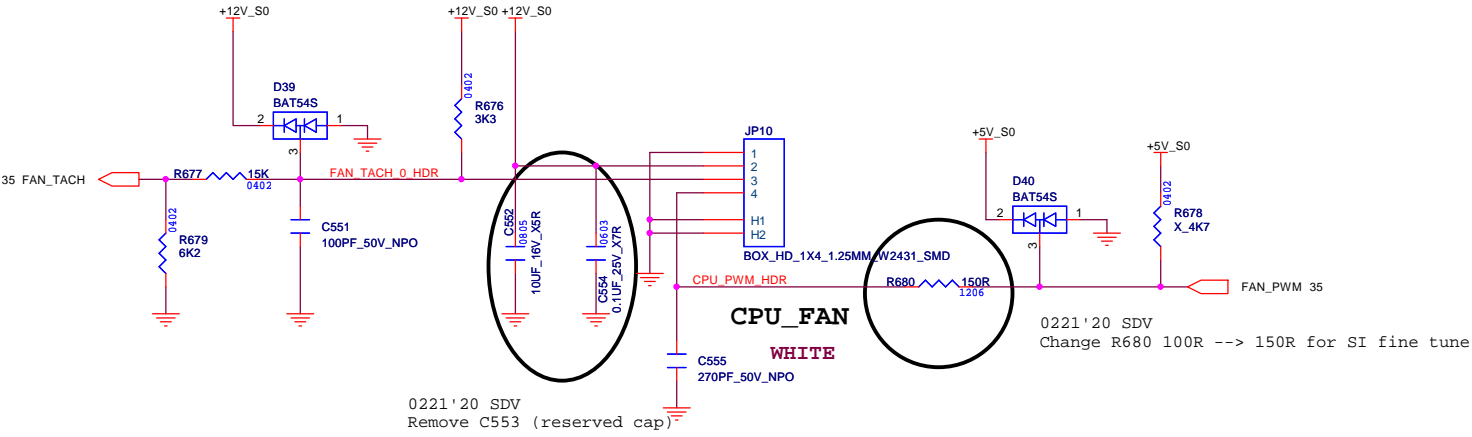 +12V_S0
+12V_S0
+12V_S0
D39
BAT54S
2
1
3
0402
R676
3K3
35 FAN_TACH
R677
15K
0402
FAN_TACH_0_HDR
0402
R679
6K2
C551
100PF_50V_NPO
C552
0805
10UF_16V_X5R
0603
C554
0.1UF_25V_X7R
JP10
1
2
3
4
H1
H2
BOX_HD_1X4_1.25MM_W2431_SMD
CPU_PWM_HDR
R680
150R
1206
+5V_S0
D40
BAT54S
2
1
3
+5V_S0
0402
R678
X_4K7
FAN_PWM 35
CPU_FAN
WHITE
C555
270PF_50V_NPO
0221'20 SDV
Change R680 100R --> 150R for SI fine tune
0221'20 SDV
Remove C553 (reserved cap)